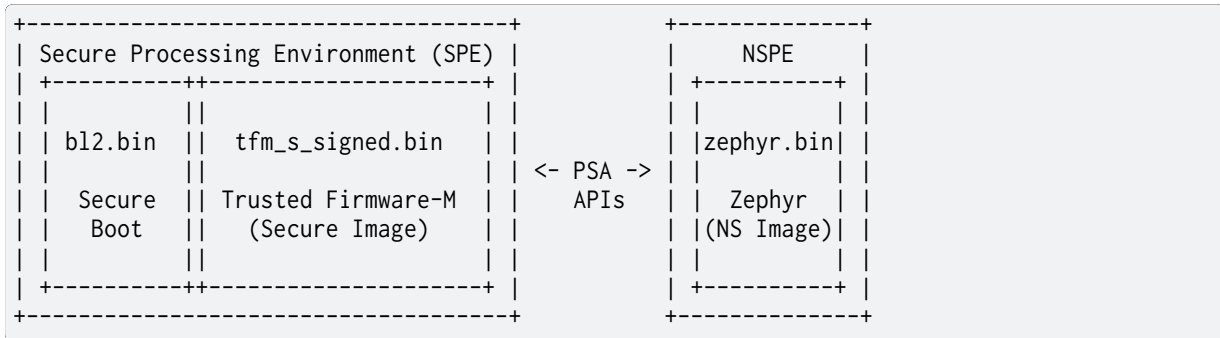 +-------------------------------------+          +--------------+
| Secure Processing Environment (SPE) |          |     NSPE     |
| +----------++---------------------+ |          | +----------+ |
| |          ||                     | |          | |          | |
| | bl2.bin  ||  tfm_s_signed.bin   | |          | |zephyr.bin| |
| |          ||                     | | <- PSA -> | |          | |
| |  Secure  || Trusted Firmware-M  | |   APIs   | |  Zephyr  | |
| |   Boot   ||   (Secure Image)    | |          | |(NS Image)| |
| |          ||                     | |          | |          | |
| +----------++---------------------+ |          | +----------+ |
+-------------------------------------+          +--------------+